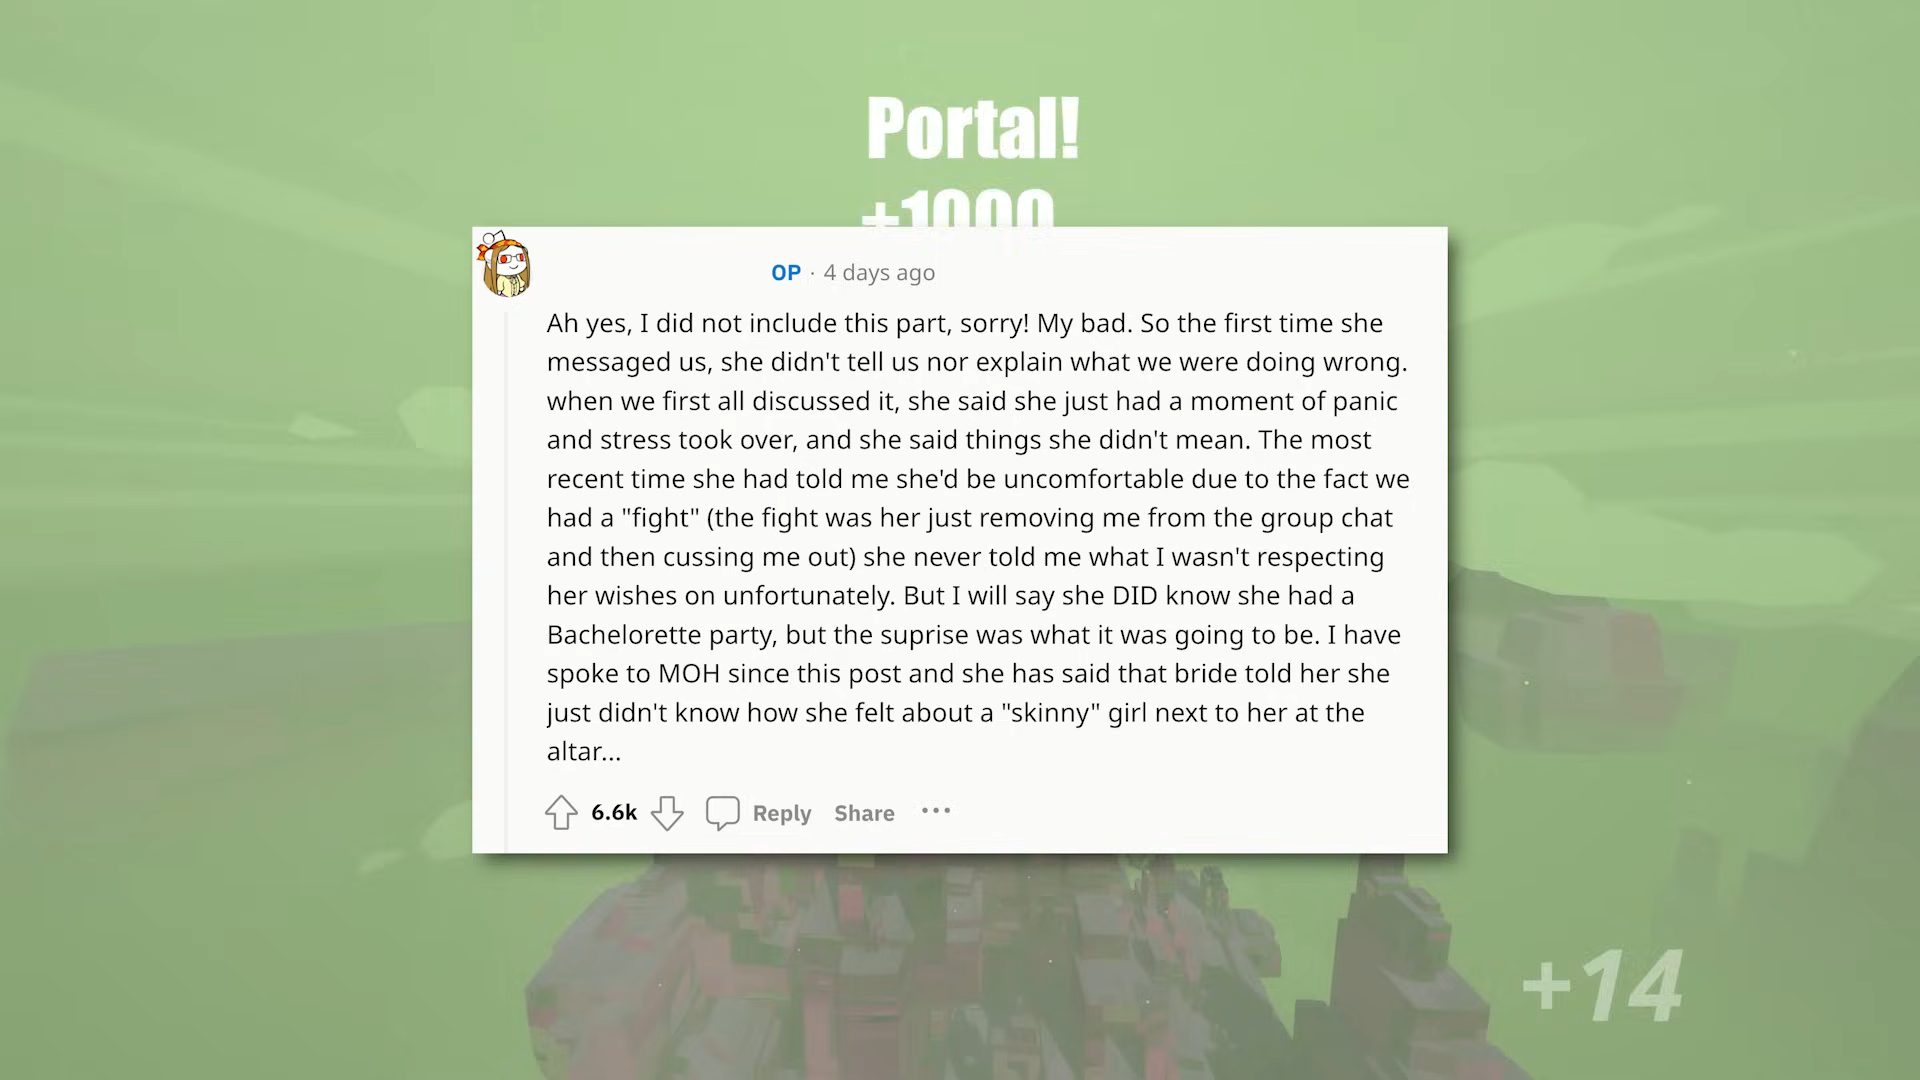 Portal!
+1000
OP · 4 days ago
Ah yes, I did not include this part, sorry! My bad. So the first time she
messaged us, she didn't tell us nor explain what we were doing wrong.
when we first all discussed it, she said she just had a moment of panic
and stress took over, and she said things she didn't mean. The most
recent time she had told me she'd be uncomfortable due to the fact we
had a "fight" (the fight was her just removing me from the group chat
and then cussing me out) she never told me what I wasn't respecting
her wishes on unfortunately. But I will say she DID know she had a
Bachelorette party, but the suprise was what it was going to be. I have
spoke to MOH since this post and she has said that bride told her she
just didn't know how she felt about a "skinny" girl next to her at the
altar...
6.6k Reply Share ···
+14